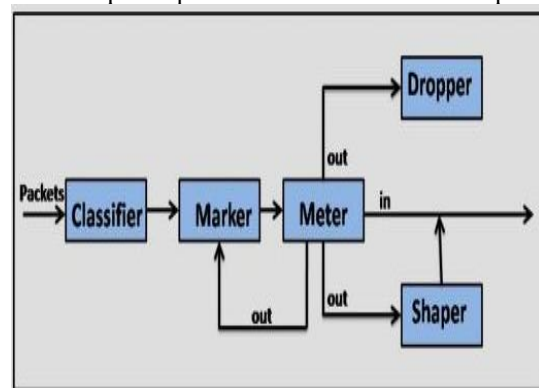 Dropper
out
Packets
Classifier
Marker
Meter
in
out
out
Shaper